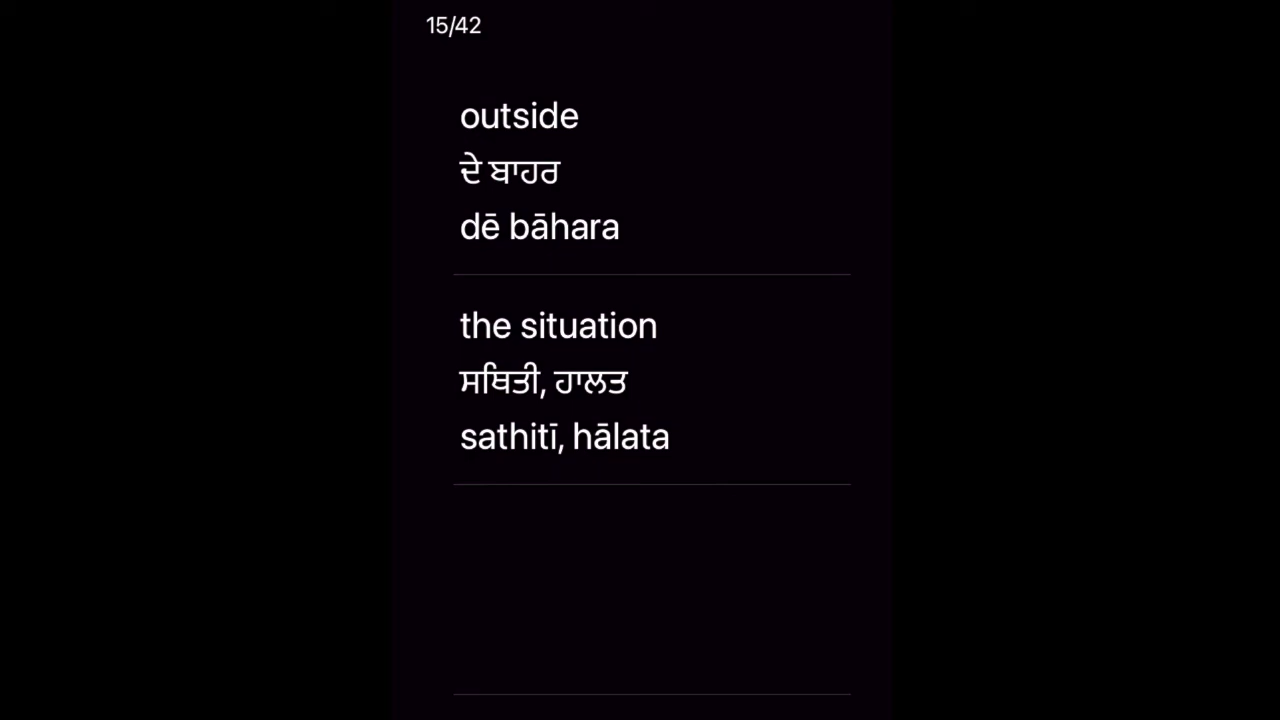 15/42
outside
ਦੇ ਬਾਹਰ
dē bāhara
the situation
ਸਥਿਤੀ, ਹਾਲਤ
sathitī, hālata